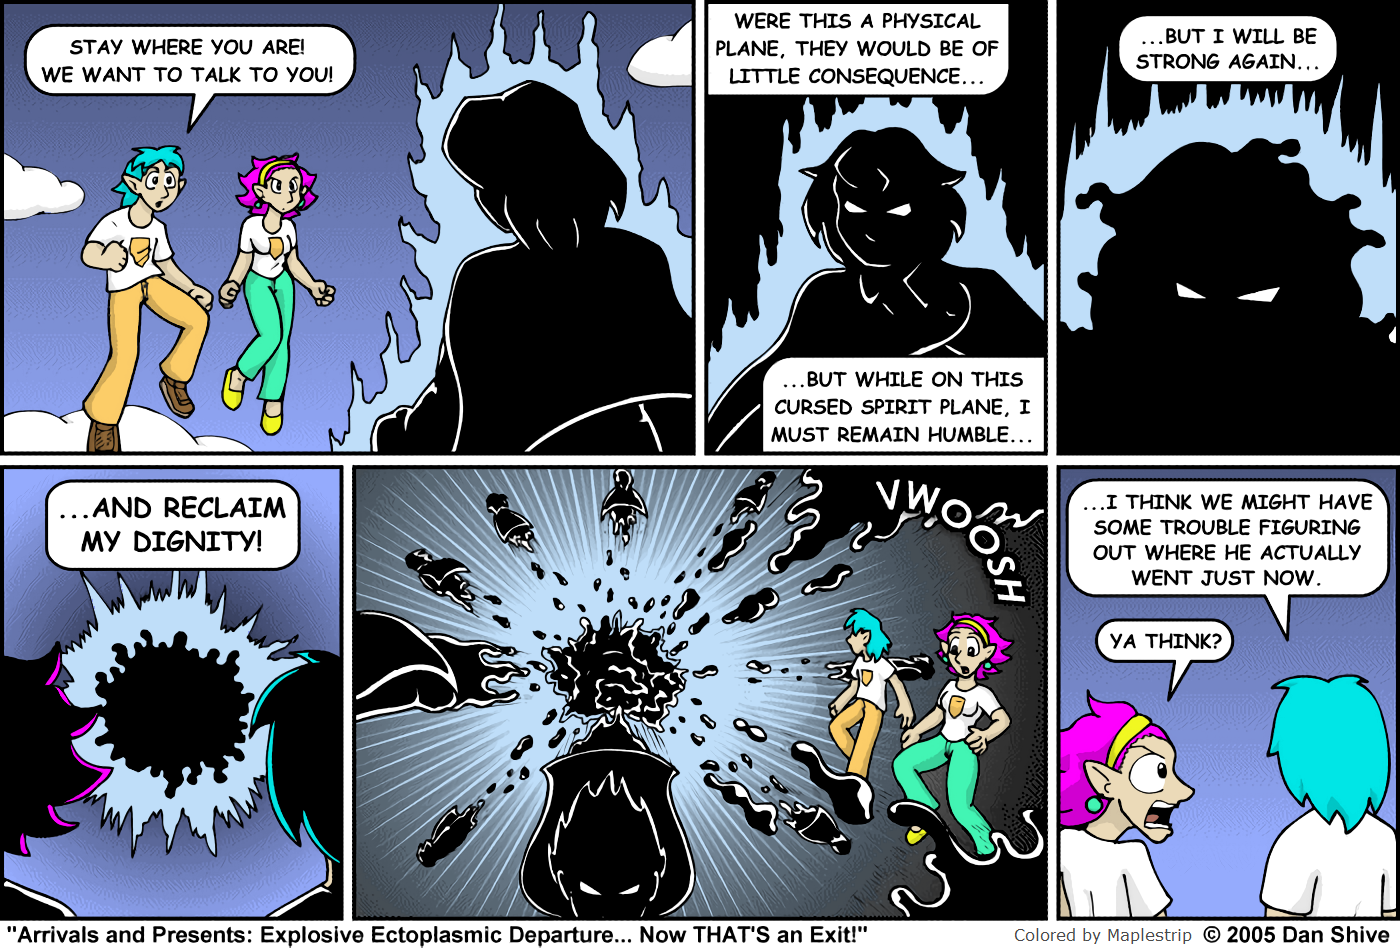 STAY WHERE YOU ARE!
WE WANT TO TALK TO YOU!
WERE THIS A PHYSICAL
PLANE, THEY WOULD BE OF
LITTLE CONSEQUENCE...
...BUT WHILE ON THIS
CURSED SPIRIT PLANE, I
MUST REMAIN HUMBLE...
...BUT I WILL BE
STRONG AGAIN...
...AND RECLAIM
MY DIGNITY!
VWOOSH
...I THINK WE MIGHT HAVE
SOME TROUBLE FIGURING
OUT WHERE HE ACTUALLY
WENT JUST NOW.
YA THINK?
"Arrivals and Presents: Explosive Ectoplasmic Departure... Now THAT'S an Exit!"
Colored by Maplestrip
© 2005 Dan Shive